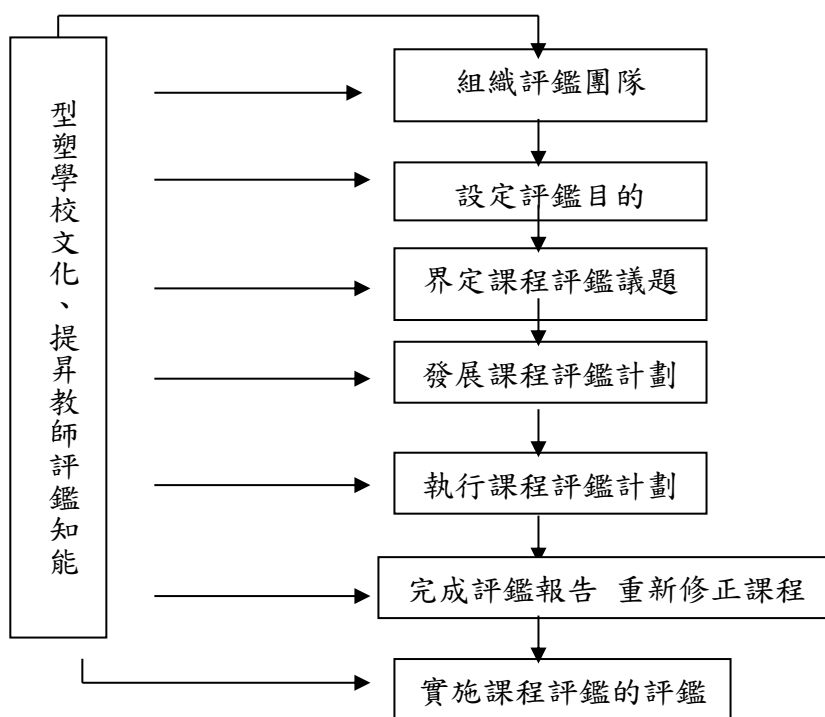 型塑學校文化、提昇教師評鑑知能
組織評鑑團隊
設定評鑑目的
界定課程評鑑議題
發展課程評鑑計劃
執行課程評鑑計劃
完成評鑑報告 重新修正課程
實施課程評鑑的評鑑